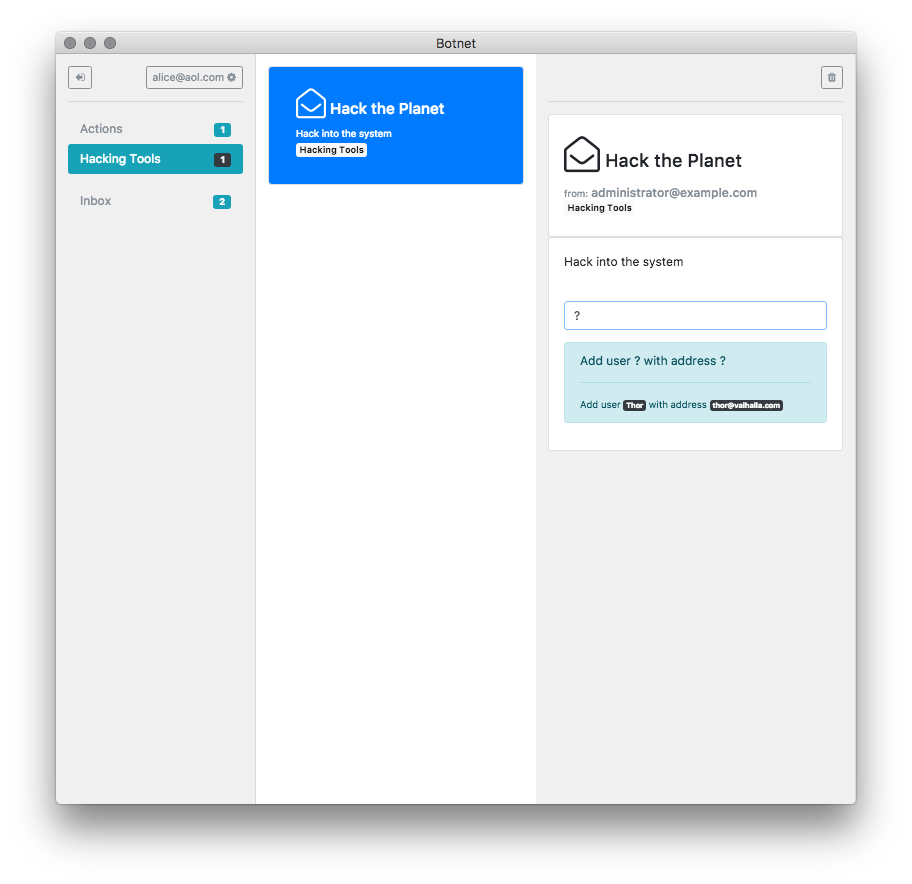 Botnet
alice@aol.com
Actions 1
Hacking Tools 1
Inbox 2
Hack the Planet
Hack into the system
Hacking Tools
Hack the Planet
from: administrator@example.com
Hacking Tools
Hack into the system
?
Add user ? with address ?
Add user Thor with address thor@valhalla.com